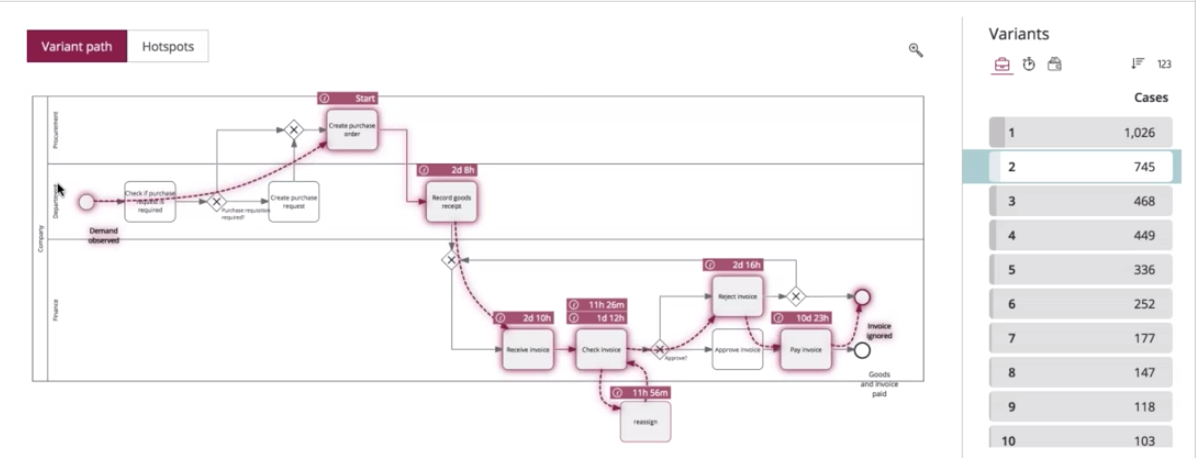 Variant path
Hotspots
Variants
123
Cases
1 1,026
2 745
3 468
4 449
5 336
6 252
7 177
8 147
9 118
10 103
Company
Procurement
Department
Finance
Start
Create purchase
order
2d 8h
Record goods
receipt
Demand
observed
Check if purchase
request is
required
Purchase requisition
required?
Create purchase
request
2d 10h
Receive invoice
11h 26m
1d 12h
Check invoice
Approve?
11h 56m
reassign
2d 16h
Reject invoice
Approve invoice
10d 23h
Pay invoice
Invoice
ignored
Goods
and invoice
paid